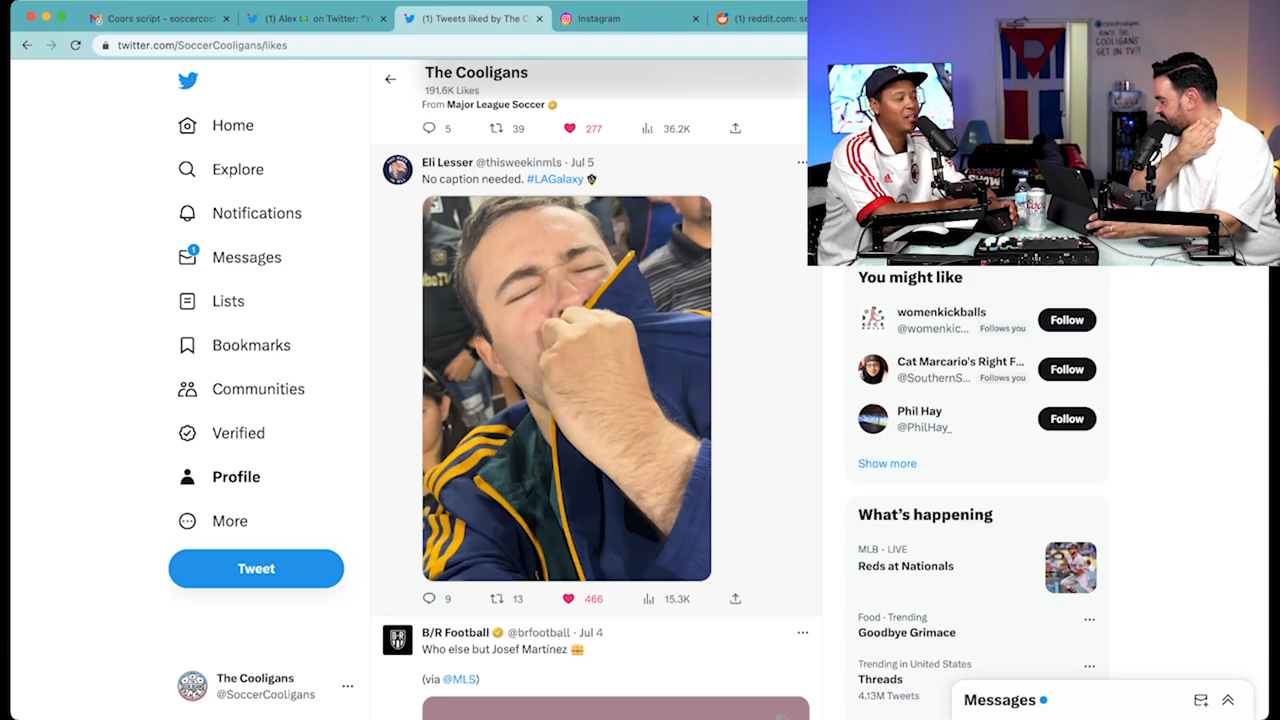 Coors script - soccercool
(1) Alex on Twitter: "Y
(1) Tweets liked by The C
Instagram
(1) reddit.com: se
twitter.com/SoccerCooligans/likes
Home
Explore
Notifications
1
Messages
Lists
Bookmarks
Communities
Verified
Profile
More
Tweet
The Cooligans
@SoccerCooligans
The Cooligans
191.6K Likes
From Major League Soccer
5 39 277 36.2K
Eli Lesser @thisweekinmls · Jul 5
No caption needed. #LAGalaxy
9 13 466 15.3K
B/R Football @brfootball · Jul 4
Who else but Josef Martínez
(via @MLS)
COOLIGANS
GET ON TV?!
You might like
womenkickballs
@womenkic... Follows you
Follow
Cat Marcario's Right F...
@SouthernS... Follows you
Follow
Phil Hay
@PhilHay_
Follow
Show more
What's happening
MLB · LIVE
Reds at Nationals
Food · Trending
Goodbye Grimace
Trending in United States
Threads
4.13M Tweets
Messages